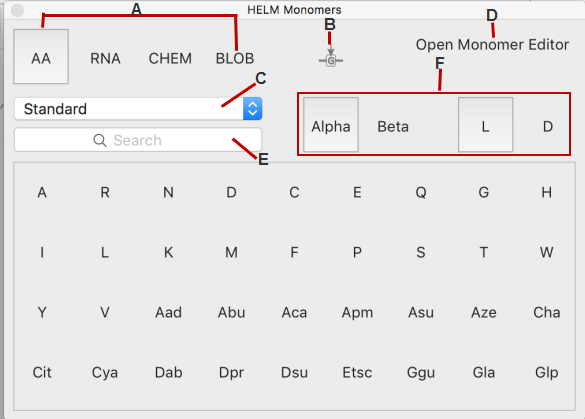 HELM Monomers
A
B
D
AA RNA CHEM BLOB
G
Open Monomer Editor
C
F
Standard
Search
E
Alpha Beta L D
A R N D C E Q G H
I L K M F P S T W
Y V Aad Abu Aca Apm Asu Aze Cha
Cit Cya Dab Dpr Dsu Etsc Ggu Gla Glp